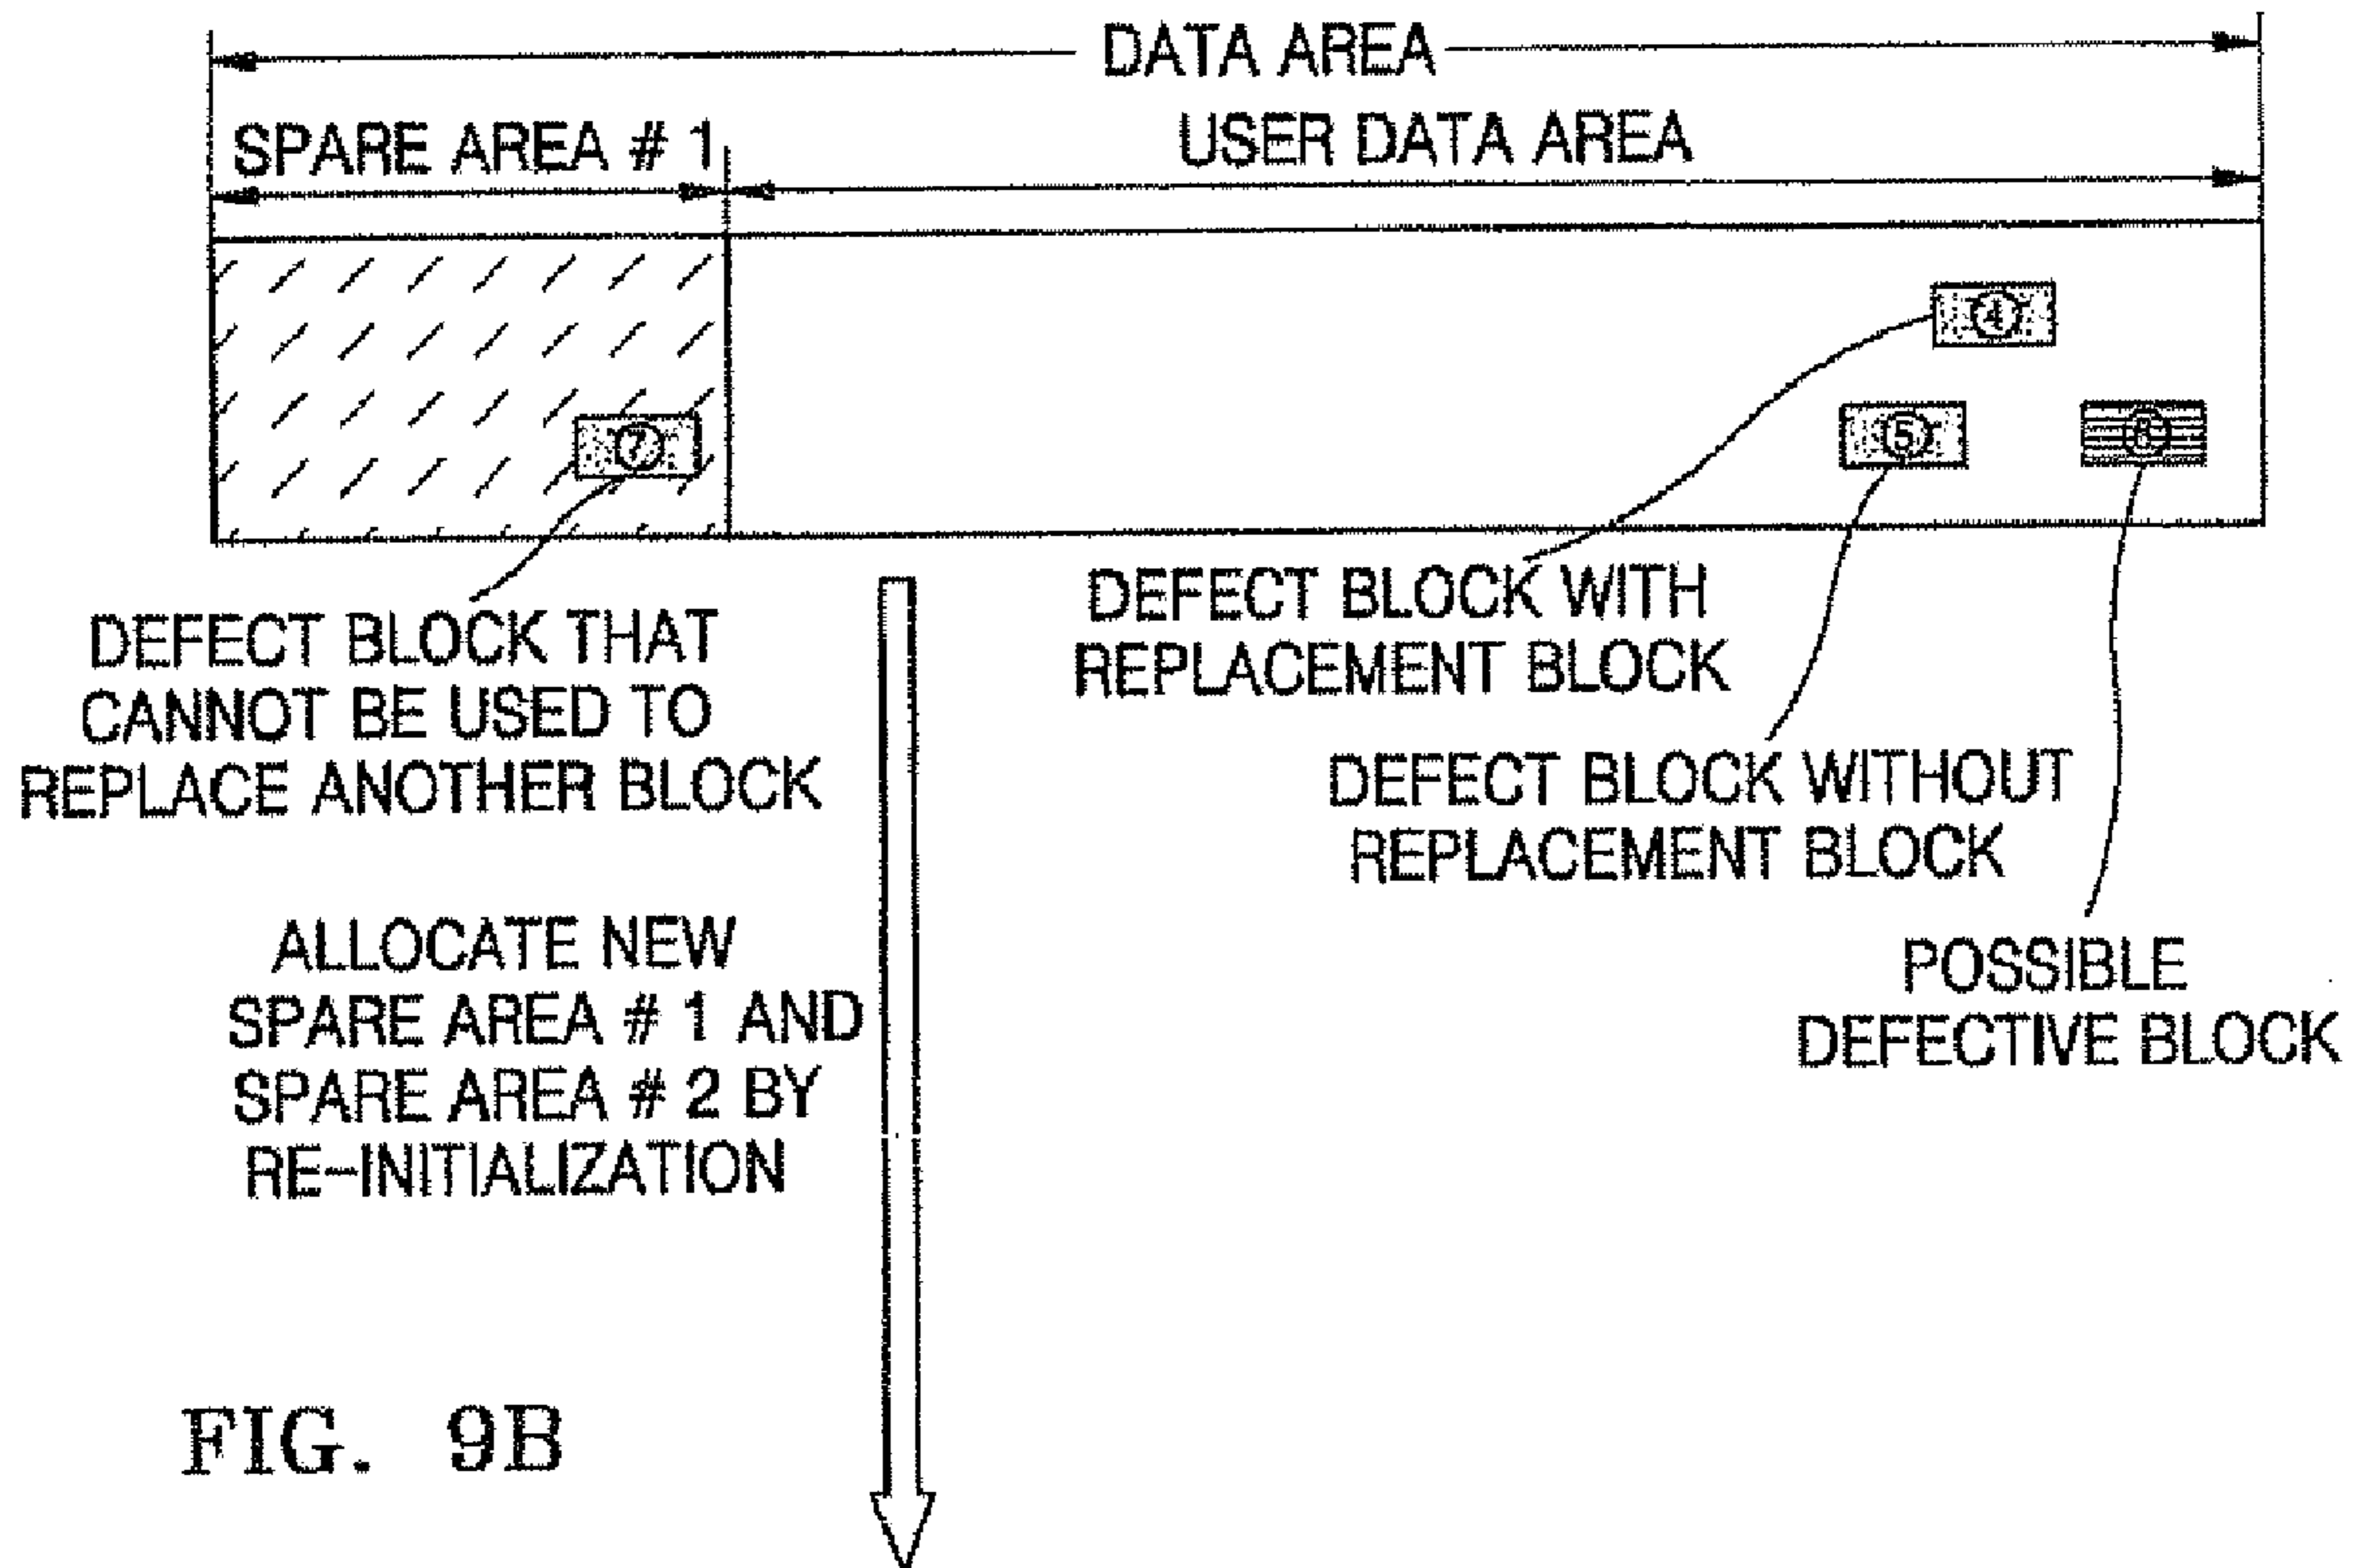 DATA AREA
SPARE AREA # 1
USER DATA AREA
④
⑦
⑤
⑥
DEFECT BLOCK WITH
REPLACEMENT BLOCK
DEFECT BLOCK THAT
CANNOT BE USED TO
REPLACE ANOTHER BLOCK
DEFECT BLOCK WITHOUT
REPLACEMENT BLOCK
POSSIBLE
DEFECTIVE BLOCK
ALLOCATE NEW
SPARE AREA # 1 AND
SPARE AREA # 2 BY
RE-INITIALIZATION
FIG. 9B